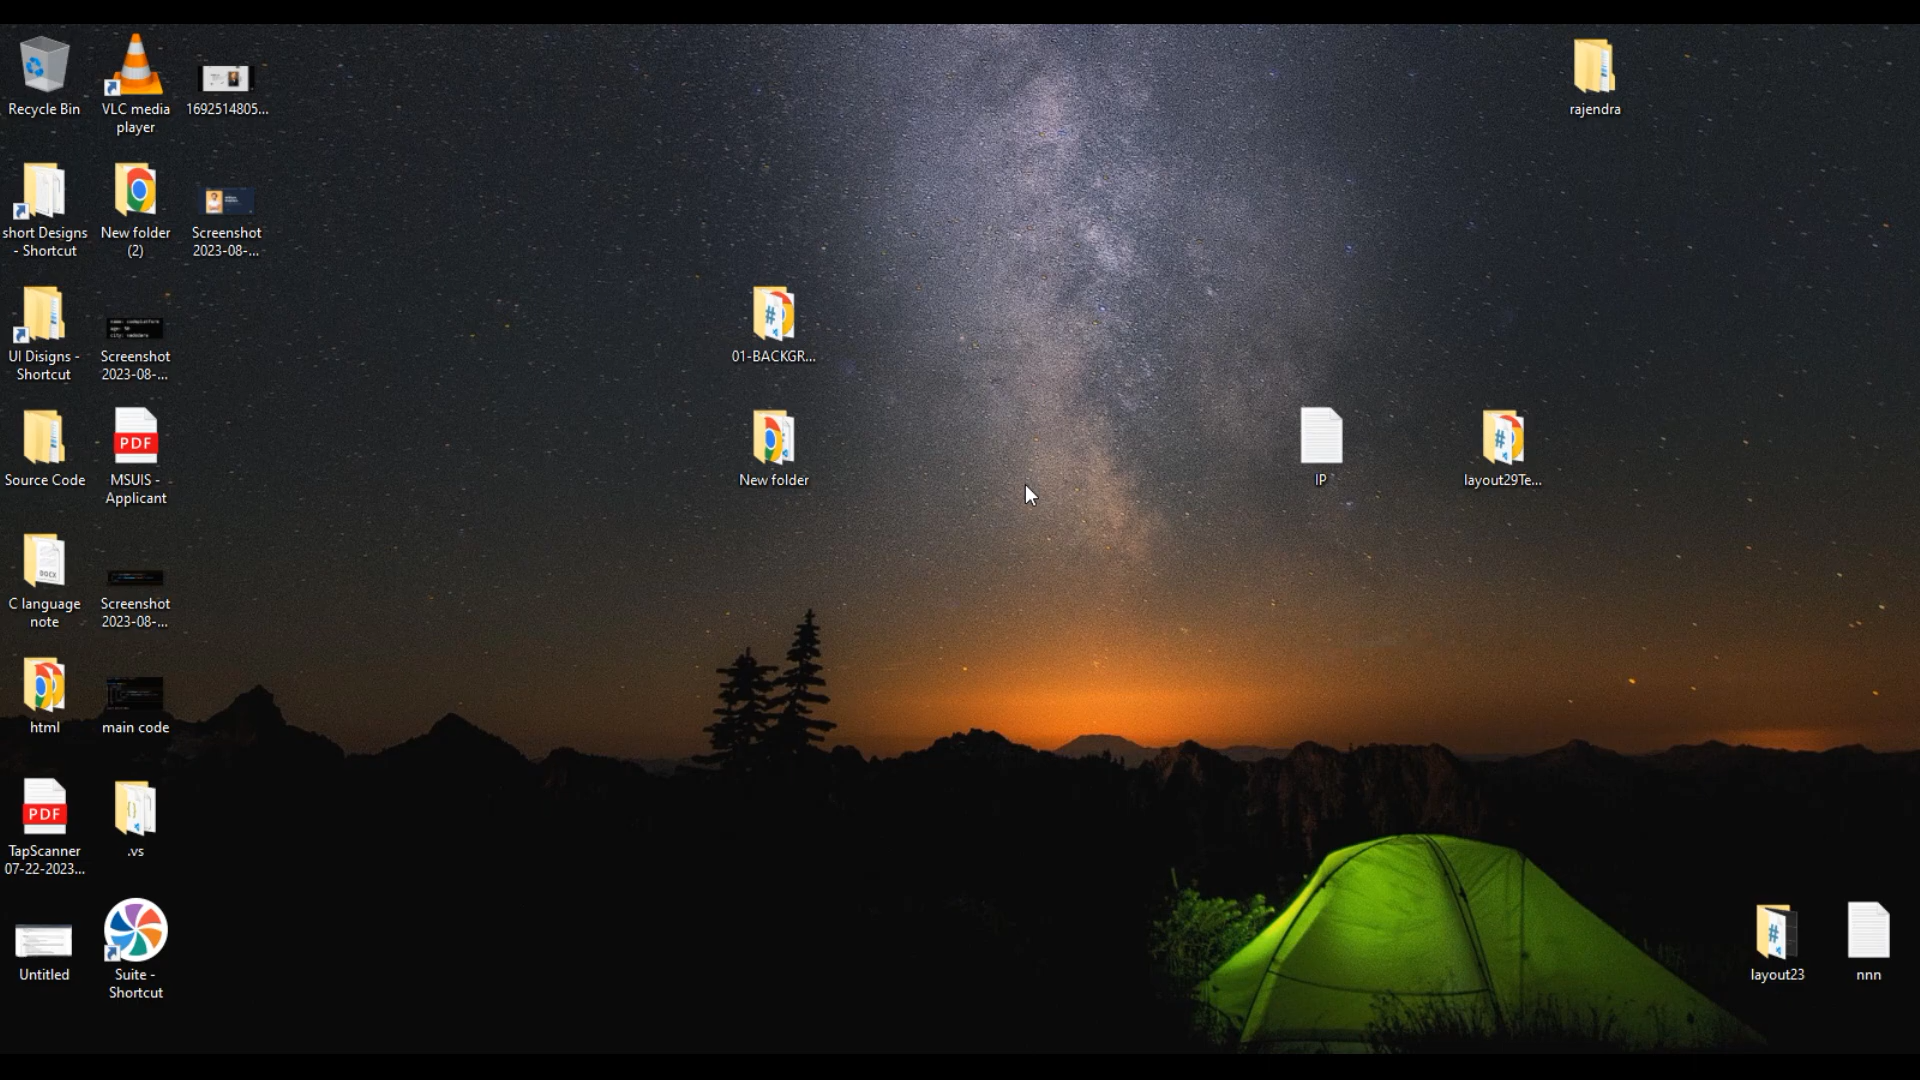 Recycle Bin
VLC media
player
1692514805...
rajendra
short Designs
- Shortcut
New folder
(2)
Screenshot
2023-08-...
UI Disigns -
Shortcut
Screenshot
2023-08-...
01-BACKGR...
Source Code
PDF
MSUIS -
Applicant
New folder
IP
layout29Te...
DOCX
C language
note
Screenshot
2023-08-...
html
main code
PDF
TapScanner
07-22-2023...
.vs
Untitled
Suite -
Shortcut
layout23
nnn